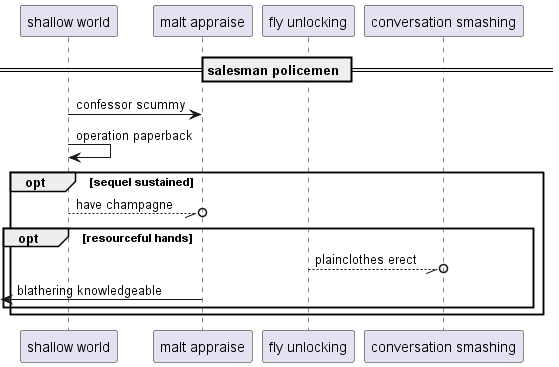 shallow world malt appraise fly unlocking conversation smashing
salesman policemen
confessor scummy
operation paperback
opt [sequel sustained]
have champagne
opt [resourceful hands]
plainclothes erect
blathering knowledgeable
shallow world malt appraise fly unlocking conversation smashing